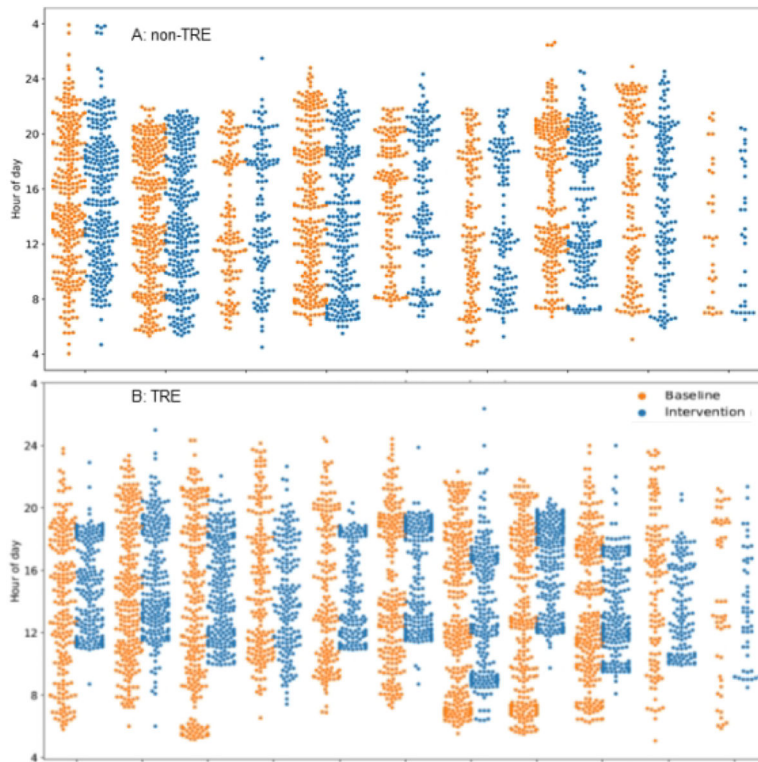 4
A: non-TRE
24
20
16
12
8
4
Hour of day
4
B: TRE
Baseline
Intervention
24
20
16
12
8
4
Hour of day